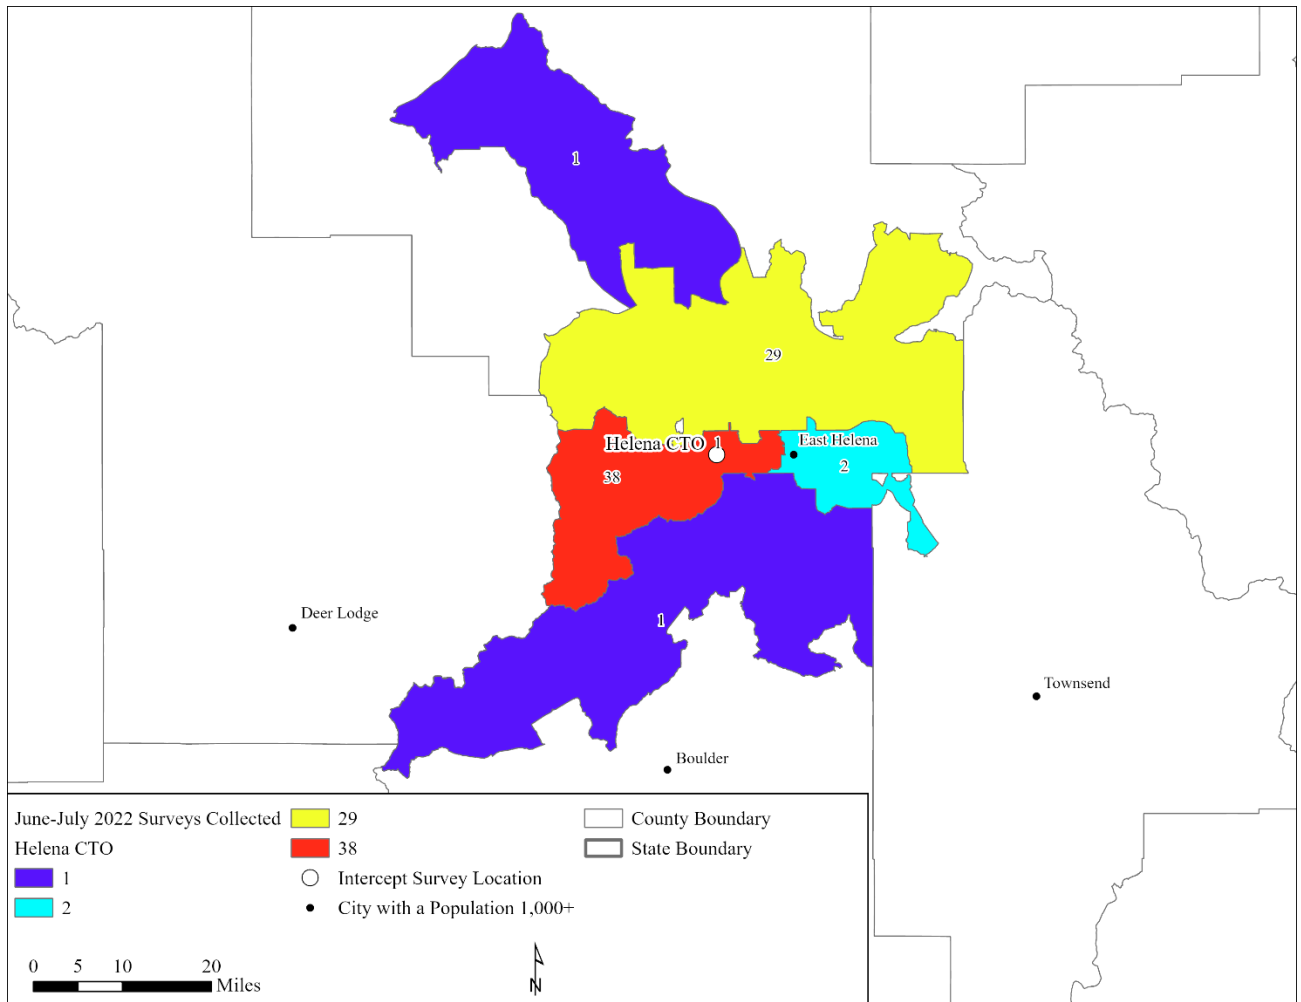 1
29
Helena CTO
1
East Helena
2
38
1
Deer Lodge
Townsend
Boulder
June-July 2022 Surveys Collected
Helena CTO
1
2
29
38
Intercept Survey Location
City with a Population 1,000+
County Boundary
State Boundary
0 5 10 20
Miles
N